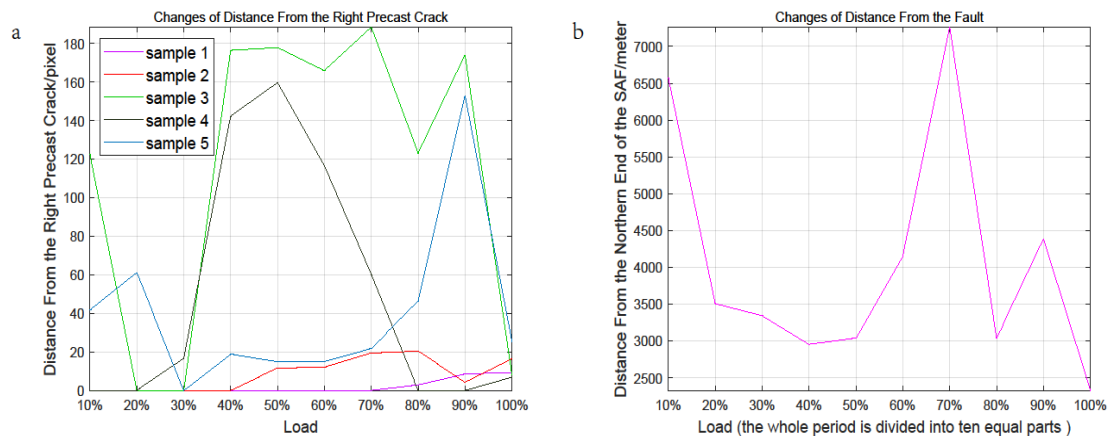 a
Changes of Distance From the Right Precast Crack
Distance From the Right Precast Crack/pixel
180
160
140
120
100
80
60
40
20
0
sample 1
sample 2
sample 3
sample 4
sample 5
10% 20% 30% 40% 50% 60% 70% 80% 90% 100%
Load
b
Changes of Distance From the Fault
Distance From the Northern End of the SAF/meter
7000
6500
6000
5500
5000
4500
4000
3500
3000
2500
10% 20% 30% 40% 50% 60% 70% 80% 90% 100%
Load (the whole period is divided into ten equal parts )